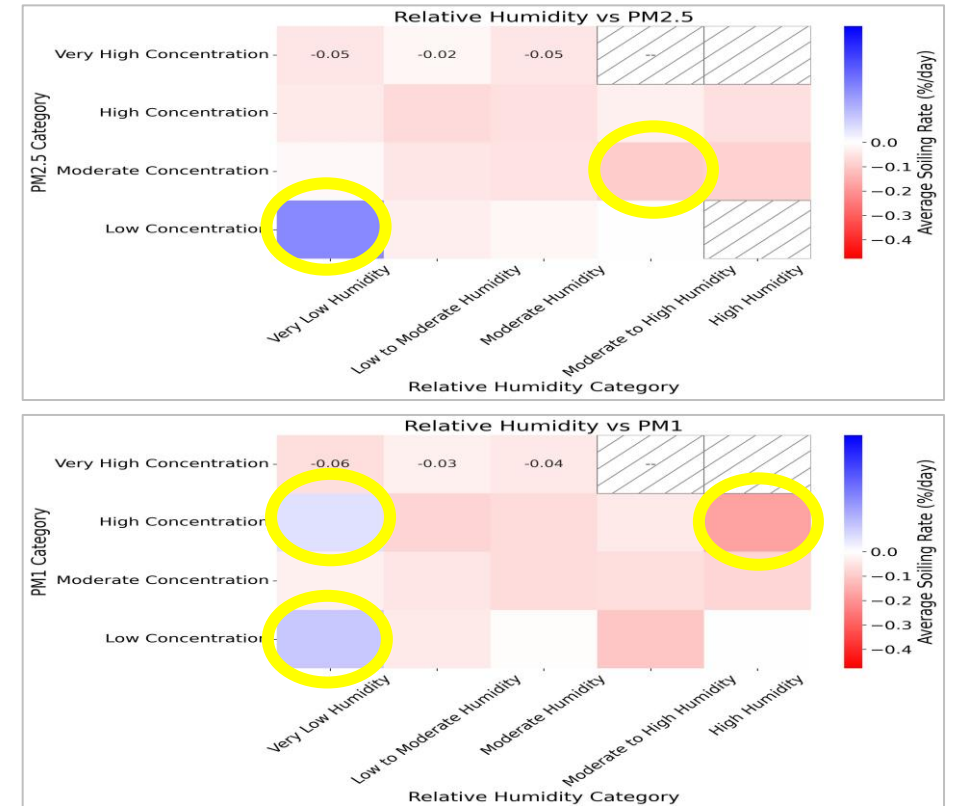 Relative Humidity vs PM2.5
PM2.5 Category
Very High Concentration
-0.05 -0.02 -0.05 --
High Concentration
Moderate Concentration
Low Concentration
Very Low Humidity
Low to Moderate Humidity
Moderate Humidity
Moderate to High Humidity
High Humidity
Relative Humidity Category
0.0
−0.1
−0.2
−0.3
−0.4
Average Soiling Rate (%/day)
Relative Humidity vs PM1
PM1 Category
Very High Concentration
-0.06 -0.03 -0.04 --
High Concentration
Moderate Concentration
Low Concentration
Very Low Humidity
Low to Moderate Humidity
Moderate Humidity
Moderate to High Humidity
High Humidity
Relative Humidity Category
0.0
−0.1
−0.2
−0.3
−0.4
Average Soiling Rate (%/day)